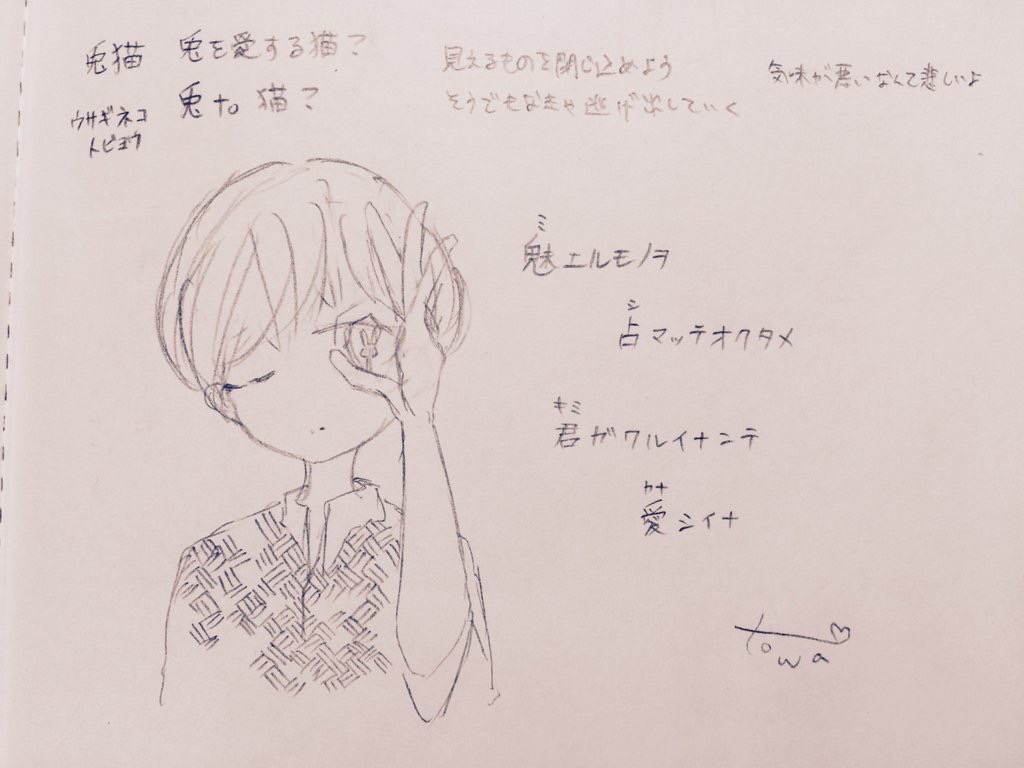 兎猫 兎を愛する猫?
兎to猫?
ウサギネコ
トビョウ
見えるものを閉じ込めよう
そうでもなきゃ逃げ出していく
気味が悪いなんて悲しいよ
ミ
魅エルモノヲ
シ
占マッテオクタメ
キミ
君ガワルイナンテ
カナ
愛シイナ
towa♡